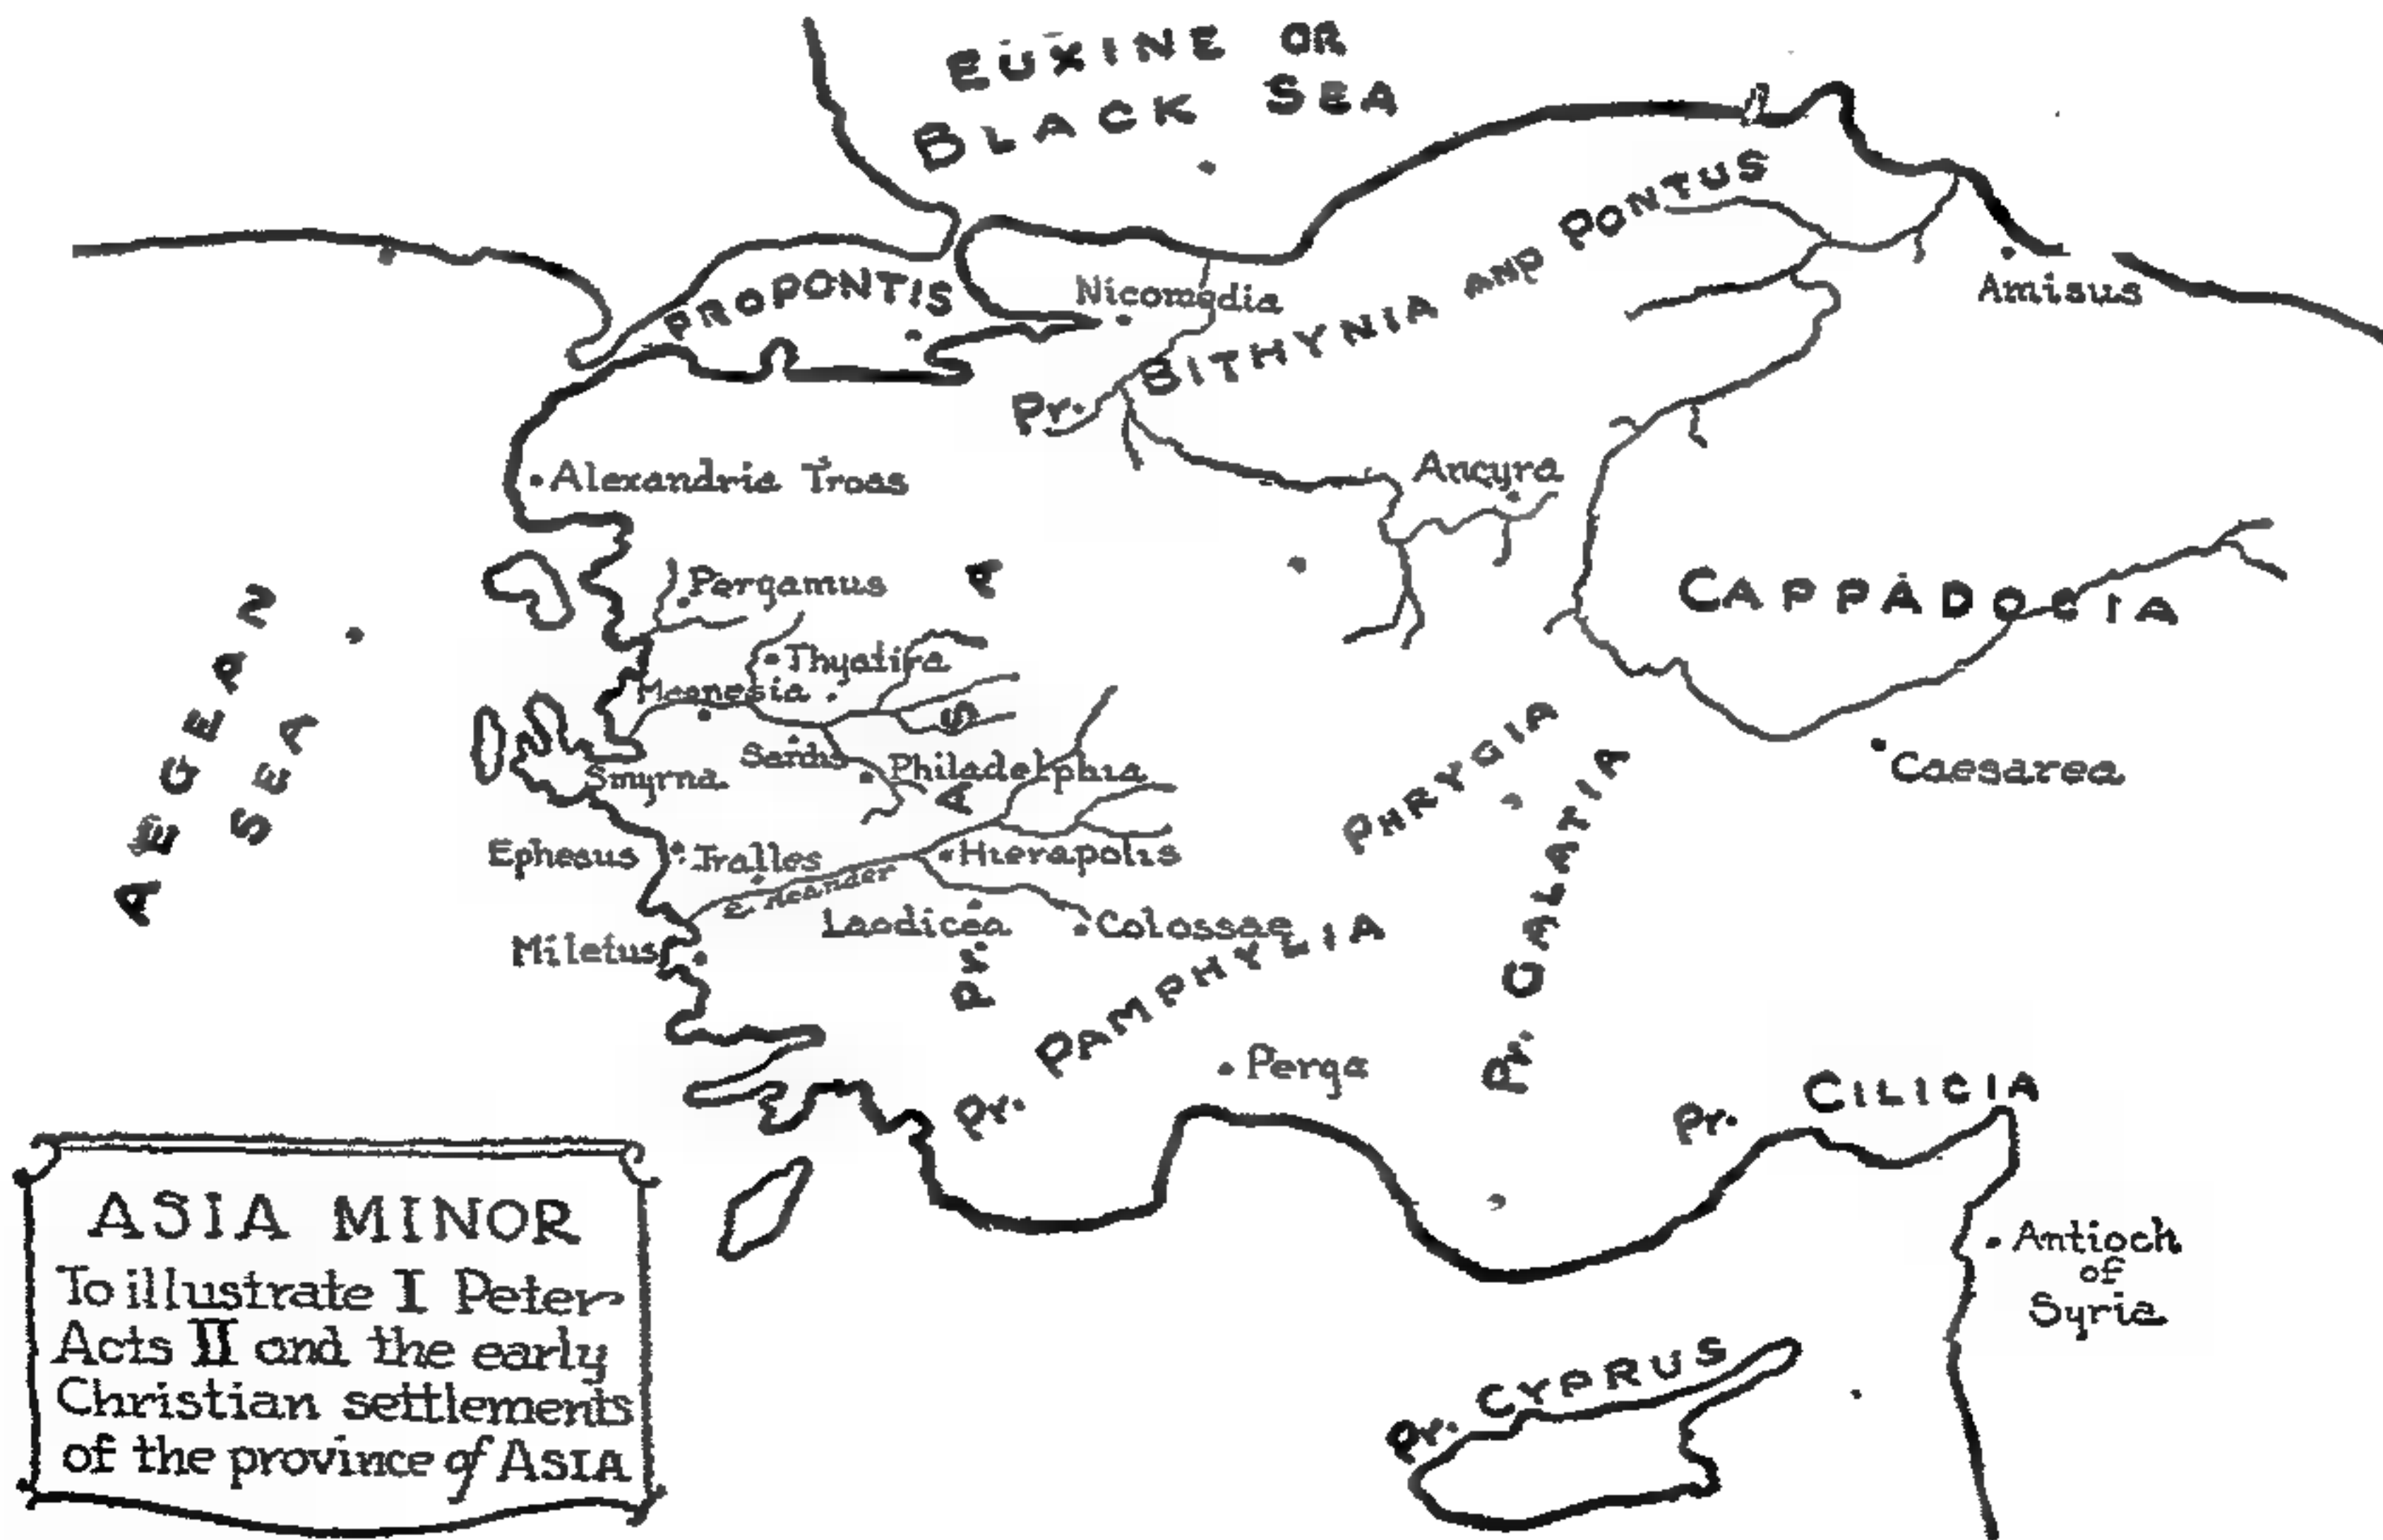 EUXINE OR
BLACK SEA
PROPONTIS
Nicomedia
Pr. BITHYNIA AND PONTUS
Amisus
Alexandria Troas
Ancyra
AEGEAN
SEA
Pergamus
CAPPADOCIA
Thyatira
Magnesia
Sardis
Smyrna
Philadelphia
Caesarea
PHRYGIA
Pr. GALATIA
Ephesus
Tralles
Hierapolis
Maeander
Laodicea
Colossae
Miletus
Pr. ASIA
Pr. PAMPHYLIA
Perga
Pr. CILICIA
Antioch
of
Syria
Pr. CYPRUS
ASIA MINOR
To illustrate I Peter
Acts II and the early
Christian settlements
of the province of ASIA